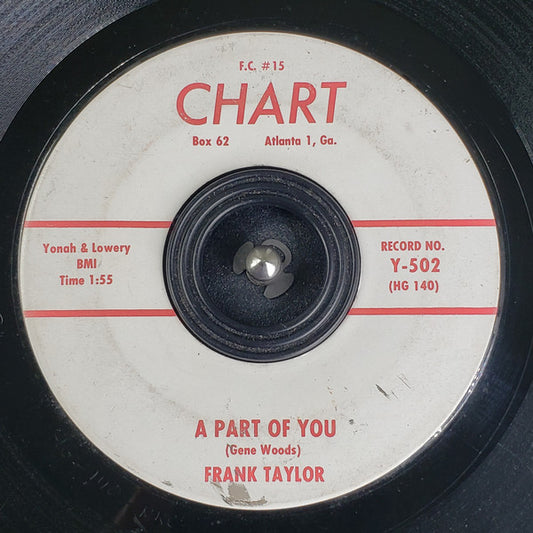 F.C. #15
CHART
Box 62 Atlanta 1, Ga.
Yonah & Lowery
BMI
Time 1:55
RECORD NO.
Y-502
(HG 140)
A PART OF YOU
(Gene Woods)
FRANK TAYLOR